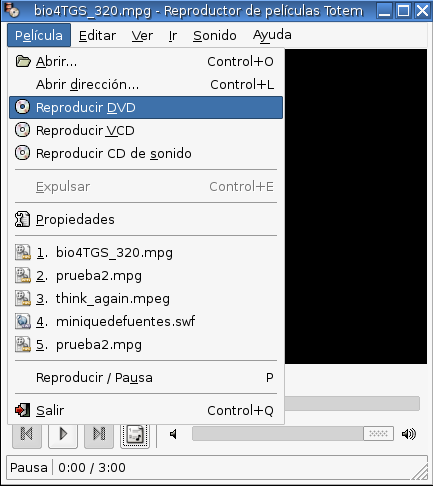 bio4TGS_320.mpg - Reproductor de películas Totem
Película Editar Ver Ir Sonido Ayuda
Abrir... Control+O
Abrir dirección... Control+L
Reproducir DVD
Reproducir VCD
Reproducir CD de sonido
Expulsar Control+E
Propiedades
1. bio4TGS_320.mpg
2. prueba2.mpg
3. think_again.mpeg
4. miniquedefuentes.swf
5. prueba2.mpg
Reproducir / Pausa P
Salir Control+Q
Pausa 0:00 / 3:00